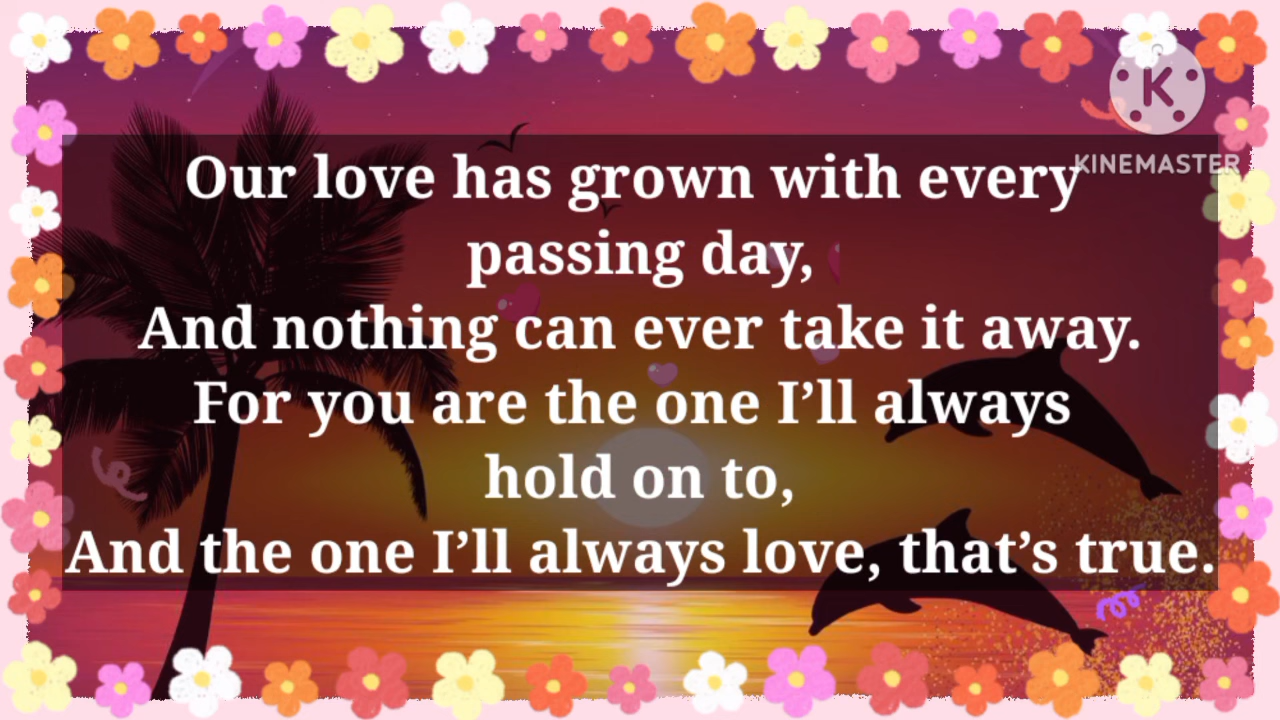 K
KINEMASTER
Our love has grown with every
passing day,
And nothing can ever take it away.
For you are the one I’ll always
hold on to,
And the one I’ll always love, that’s true.